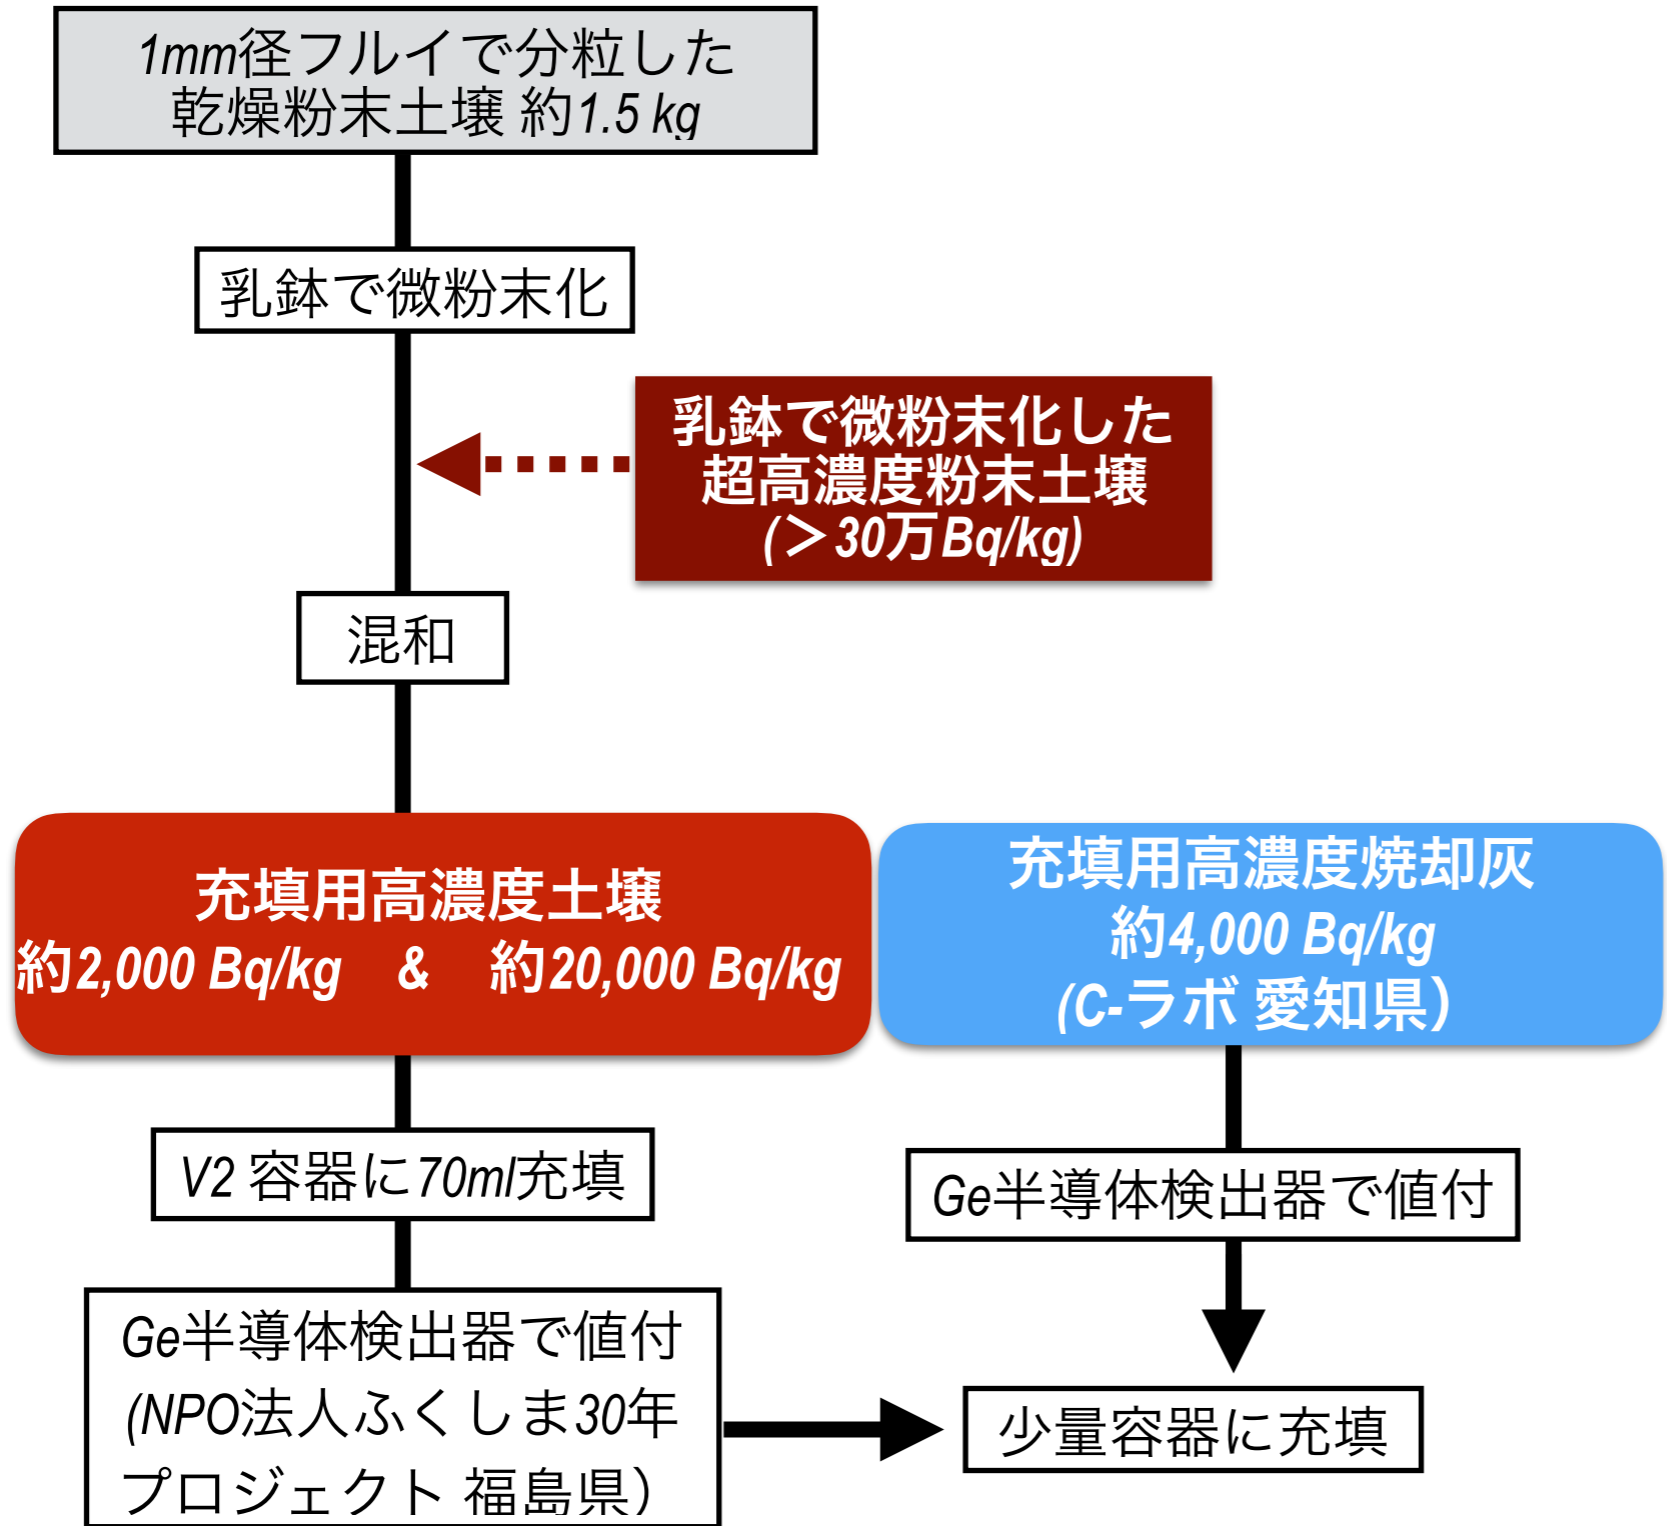 1mm径フルイで分粒した
乾燥粉末土壌 約1.5 kg
乳鉢で微粉末化
乳鉢で微粉末化した
超高濃度粉末土壌
(＞30万Bq/kg)
混和
充填用高濃度土壌
約2,000 Bq/kg & 約20,000 Bq/kg
充填用高濃度焼却灰
約4,000 Bq/kg
(C-ラボ 愛知県）
V2 容器に70ml充填
Ge半導体検出器で値付
Ge半導体検出器で値付
(NPO法人ふくしま30年
プロジェクト 福島県）
少量容器に充填